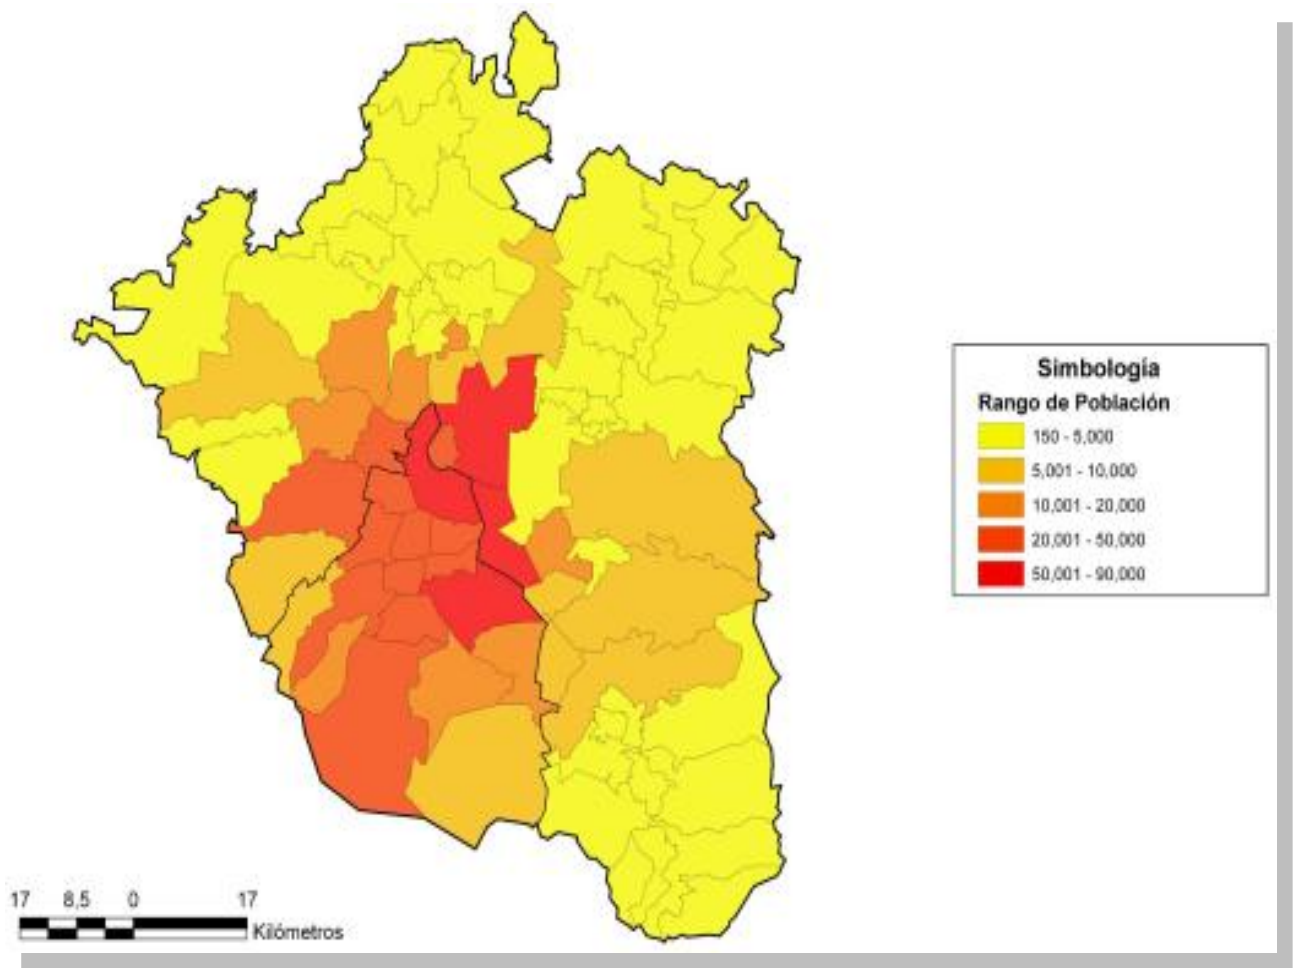 Simbología
Rango de Población
150 - 5,000
5,001 - 10,000
10,001 - 20,000
20,001 - 50,000
50,001 - 90,000
17 8,5 0 17
Kilómetros